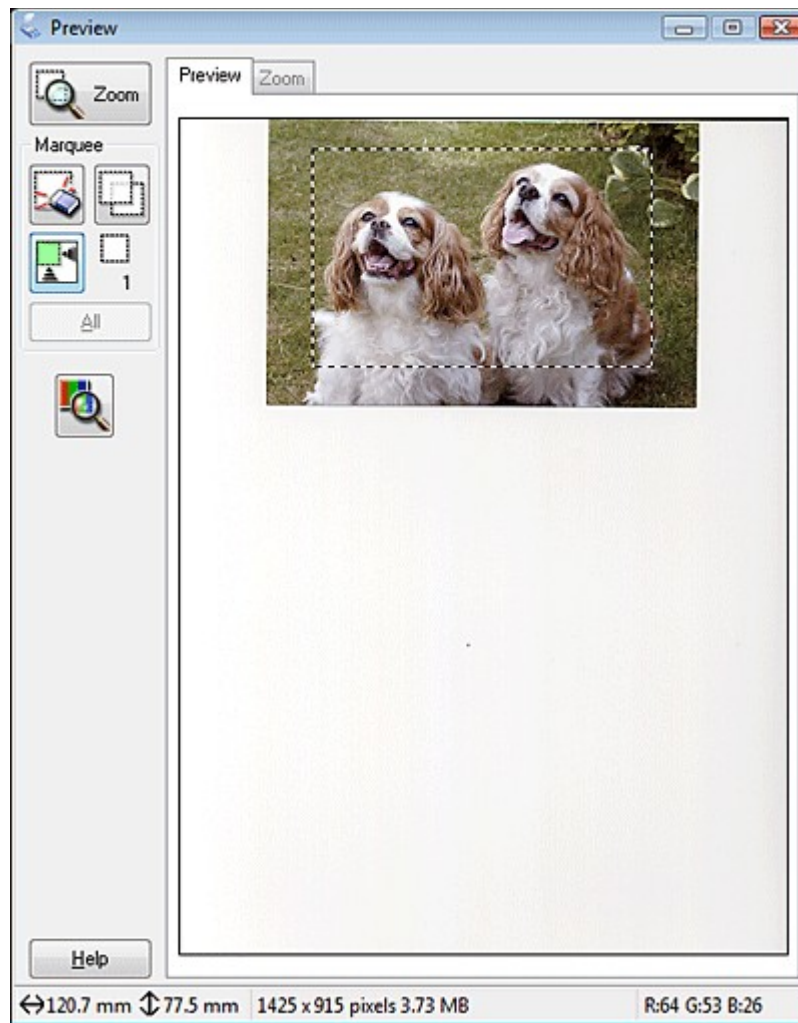 Preview
Zoom
Preview
Zoom
Marquee
1
All
Help
120.7 mm 77.5 mm 1425 x 915 pixels 3.73 MB R:64 G:53 B:26